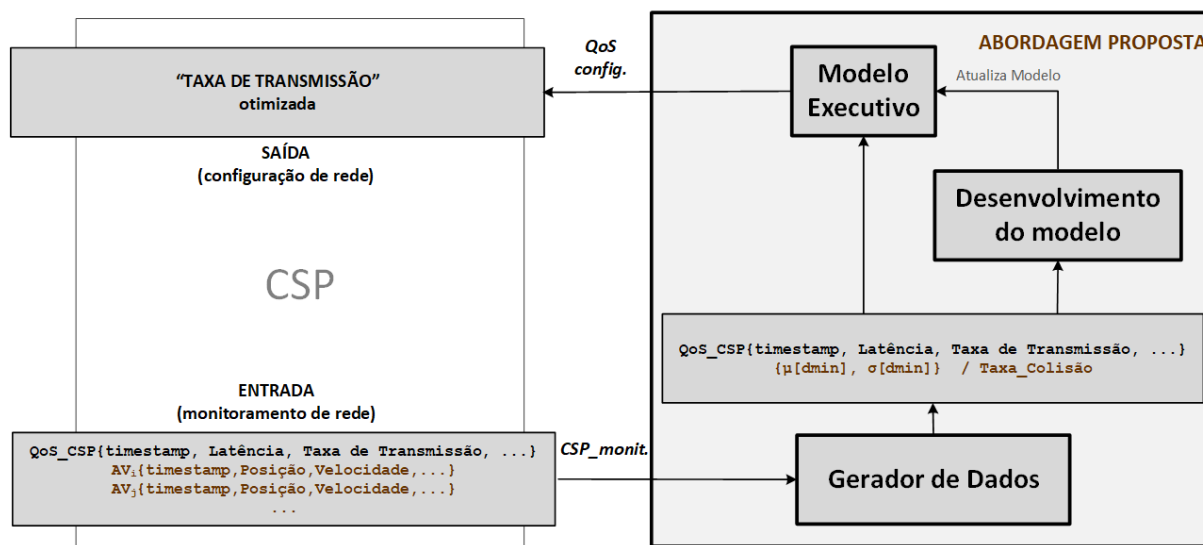 “TAXA DE TRANSMISSÃO”
otimizada
SAÍDA
(configuração de rede)
CSP
ENTRADA
(monitoramento de rede)
QoS_CSP{timestamp, Latência, Taxa de Transmissão, ...}
AVi{timestamp,Posição,Velocidade,...}
AVj{timestamp,Posição,Velocidade,...}
...
QoS
config.
CSP_monit.
ABORDAGEM PROPOSTA
Modelo
Executivo
Atualiza Modelo
Desenvolvimento
do modelo
QoS_CSP{timestamp, Latência, Taxa de Transmissão, ...}
{μ[dmin], σ[dmin]} / Taxa_Colisão
Gerador de Dados